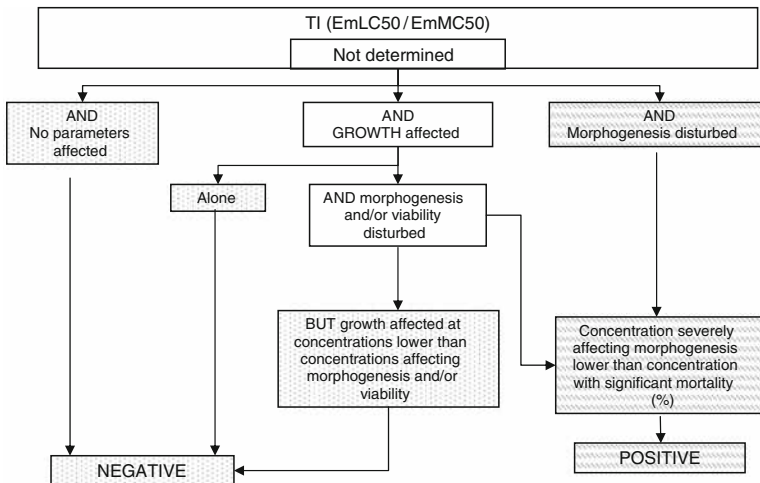 TI (EmLC50/EmMC50)
Not determined
AND
No parameters
affected
AND
GROWTH affected
AND
Morphogenesis disturbed
Alone
AND morphogenesis
and/or viability
disturbed
BUT growth affected at
concentrations lower than
concentrations affecting
morphogenesis and/or
viability
Concentration severely
affecting morphogenesis
lower than concentration
with significant mortality
(%)
NEGATIVE
POSITIVE